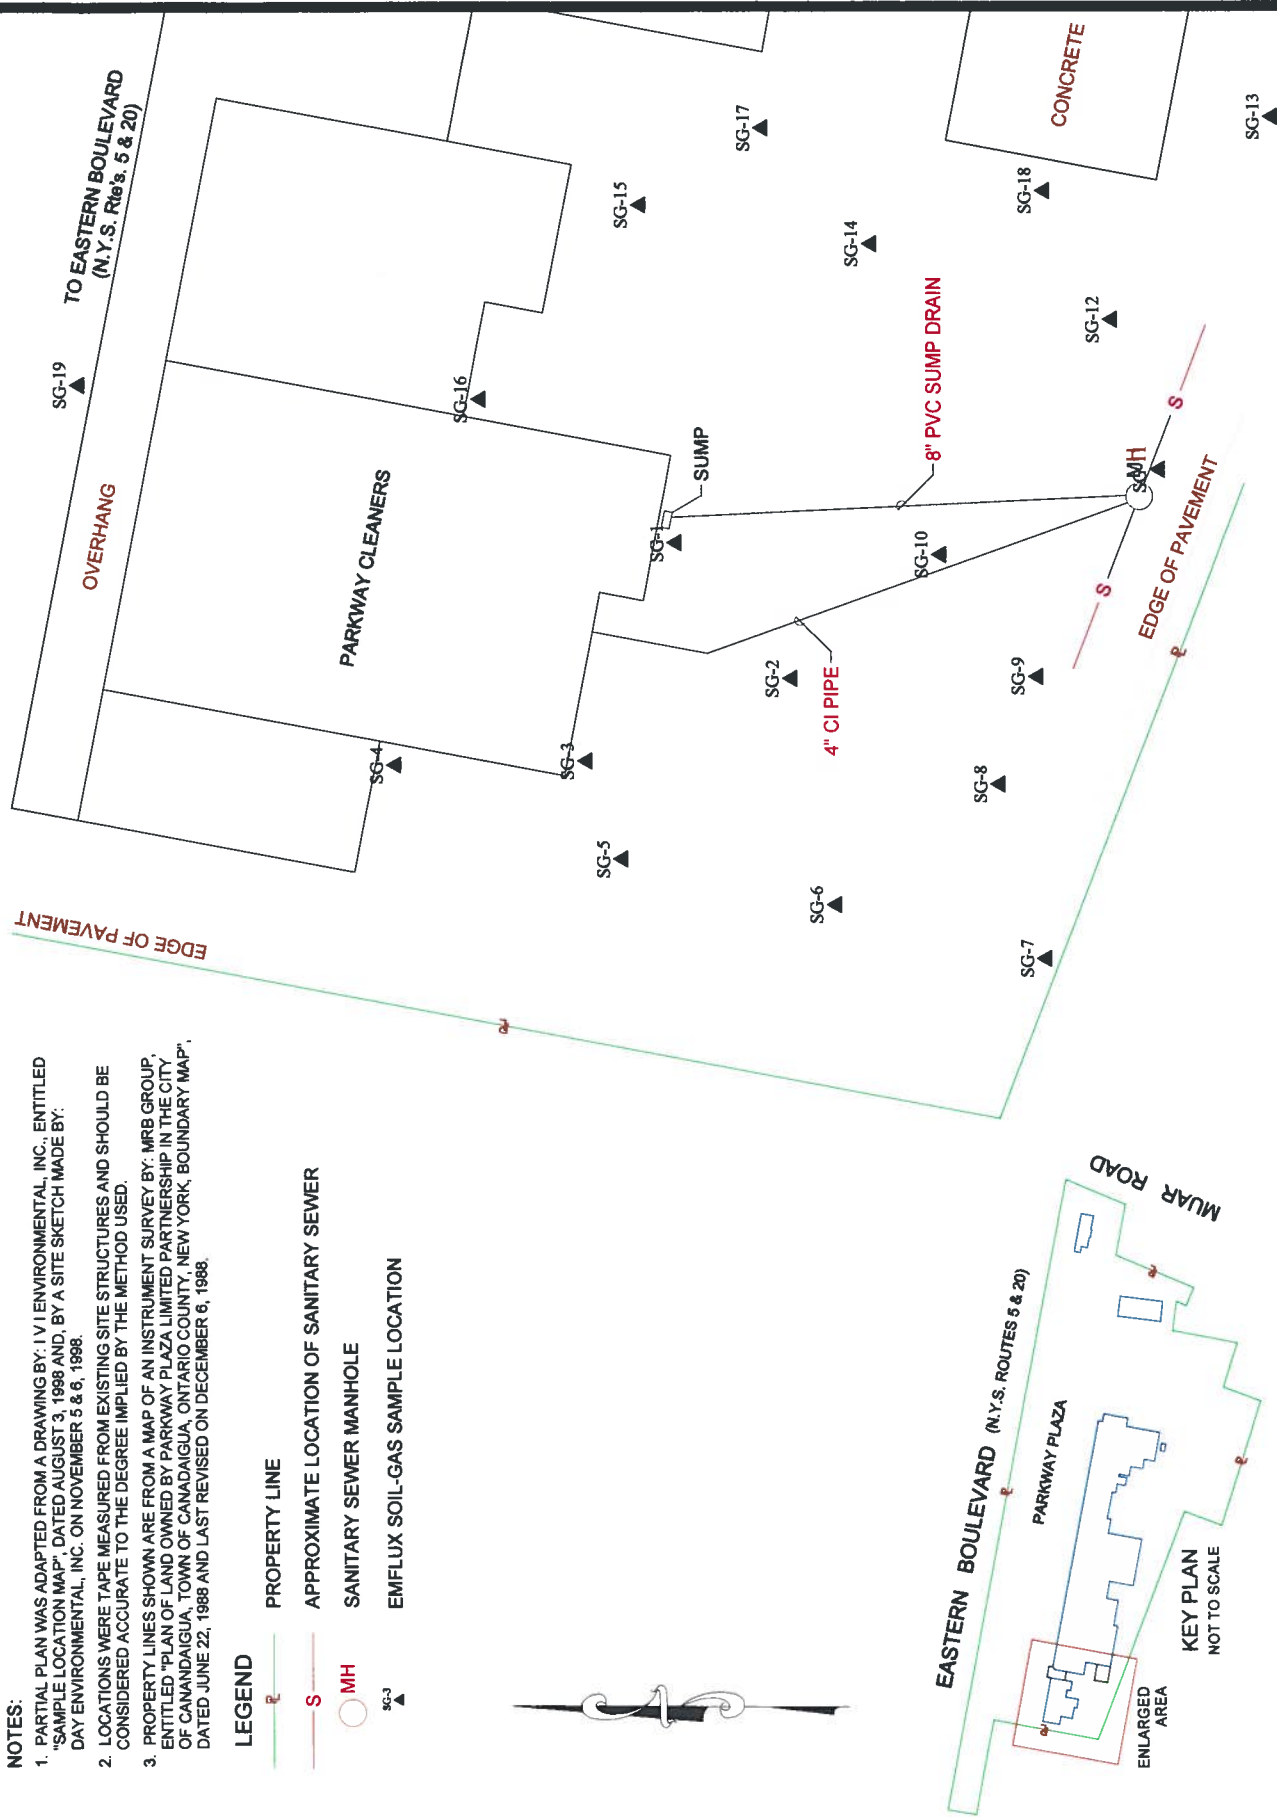 NOTES:
1. PARTIAL PLAN WAS ADAPTED FROM A DRAWING BY: I V I ENVIRONMENTAL, INC., ENTITLED
"SAMPLE LOCATION MAP", DATED AUGUST 3, 1998 AND, BY A SITE SKETCH MADE BY:
DAY ENVIRONMENTAL, INC. ON NOVEMBER 5 & 6, 1998.
2. LOCATIONS WERE TAPE MEASURED FROM EXISTING SITE STRUCTURES AND SHOULD BE
CONSIDERED ACCURATE TO THE DEGREE IMPLIED BY THE METHOD USED.
3. PROPERTY LINES SHOWN ARE FROM A MAP OF AN INSTRUMENT SURVEY BY: MRB GROUP,
ENTITLED "PLAN OF LAND OWNED BY PARKWAY PLAZA LIMITED PARTNERSHIP IN THE CITY
OF CANANDAIGUA, TOWN OF CANADAIGUA, ONTARIO COUNTY, NEW YORK, BOUNDARY MAP",
DATED JUNE 22, 1988 AND LAST REVISED ON DECEMBER 6, 1988.
LEGEND
PL PROPERTY LINE
S APPROXIMATE LOCATION OF SANITARY SEWER
MH SANITARY SEWER MANHOLE
SG-3 EMFLUX SOIL-GAS SAMPLE LOCATION
EASTERN BOULEVARD (N.Y.S. ROUTES 5 & 20)
MUAR ROAD
PL
PARKWAY PLAZA
PL
PL
PL
ENLARGED
AREA
KEY PLAN
NOT TO SCALE
EDGE OF PAVEMENT
PL
TO EASTERN BOULEVARD
(N.Y.S. Rte's. 5 & 20)
SG-19
OVERHANG
PARKWAY CLEANERS
SG-4
SG-16
SG-3
SG-5
SG-1
SUMP
SG-15
SG-17
CONCRETE
SG-2
4" CI PIPE
SG-6
SG-14
8" PVC SUMP DRAIN
SG-10
SG-8
SG-9
SG-7
SG-18
SG-12
SG-13
S
MH
S
PL
EDGE OF PAVEMENT